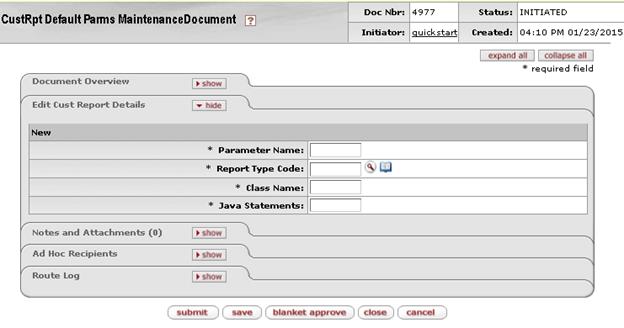 CustRpt Default Parms MaintenanceDocument ?
Doc Nbr: 4977 Status: INITIATED
Initiator: quickstart Created: 04:10 PM 01/23/2015
expand all collapse all
* required field
Document Overview show
Edit Cust Report Details hide
New
* Parameter Name:
* Report Type Code:
* Class Name:
* Java Statements:
Notes and Attachments (0) show
Ad Hoc Recipients show
Route Log show
submit save blanket approve close cancel